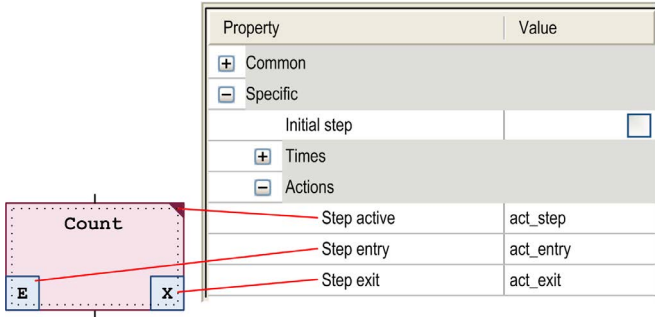 Property Value
Common
Specific
Initial step
Times
Actions
Step active act_step
Step entry act_entry
Step exit act_exit
Count
E X